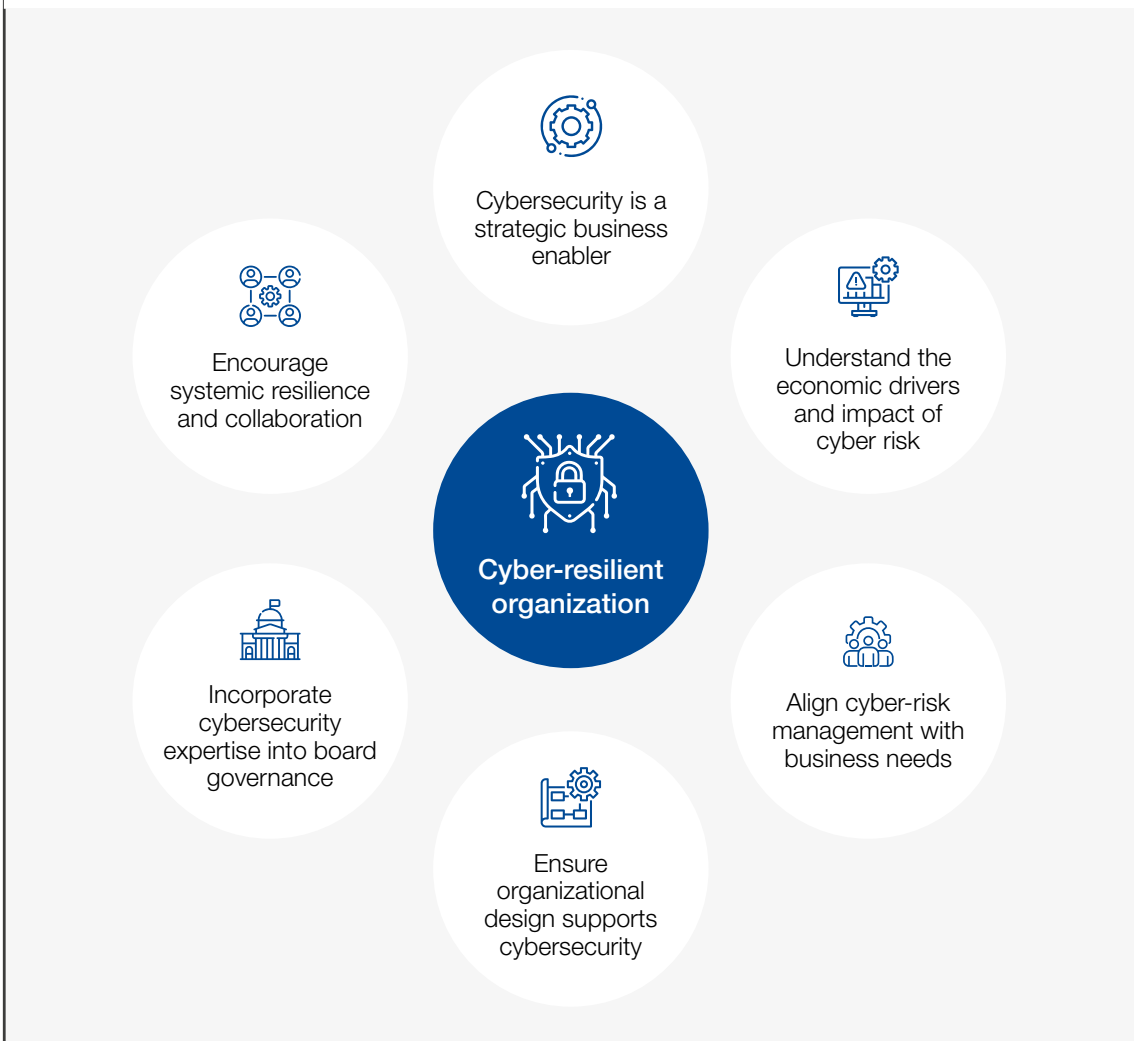 Cybersecurity is a
strategic business
enabler
Understand the
economic drivers
and impact of
cyber risk
Align cyber-risk
management with
business needs
Ensure
organizational
design supports
cybersecurity
Incorporate
cybersecurity
expertise into board
governance
Encourage
systemic resilience
and collaboration
Cyber-resilient
organization